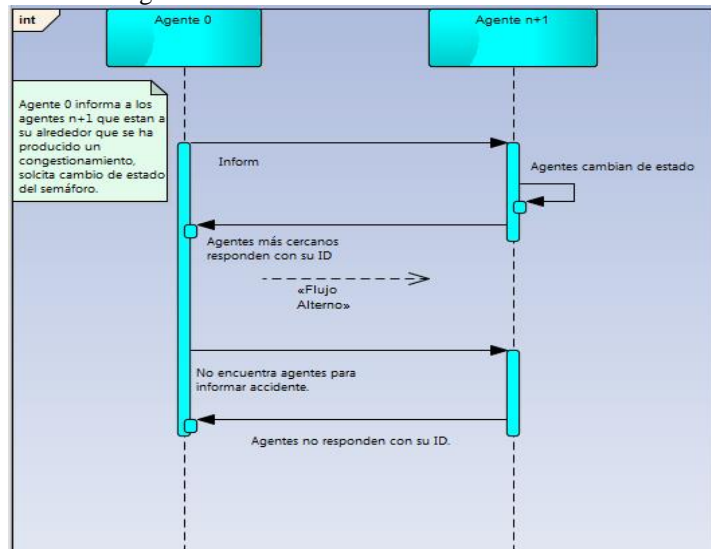 int
Agente 0
Agente n+1
Agente 0 informa a los
agentes n+1 que estan a
su alrededor que se ha
producido un
congestionamiento,
solcita cambio de estado
del semáforo.
Inform
Agentes cambian de estado
Agentes más cercanos
responden con su ID
«Flujo
Alterno»
No encuentra agentes para
informar accidente.
Agentes no responden con su ID.